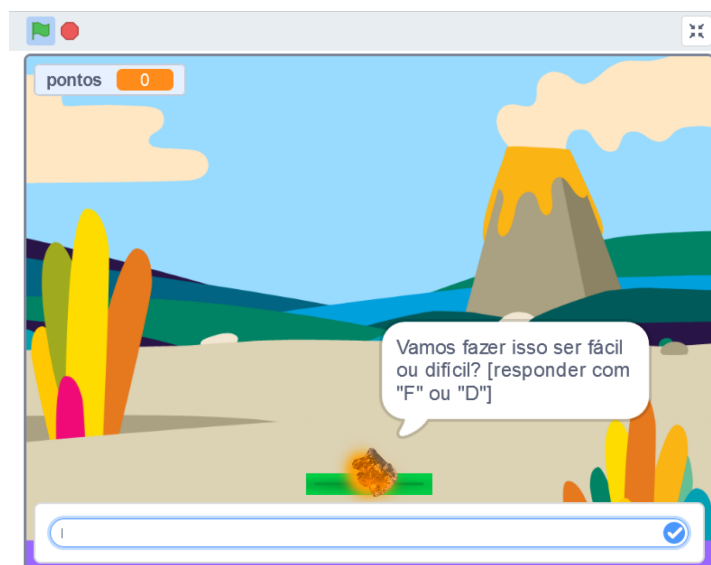 pontos 0
Vamos fazer isso ser fácil
ou difícil? [responder com
"F" ou "D"]